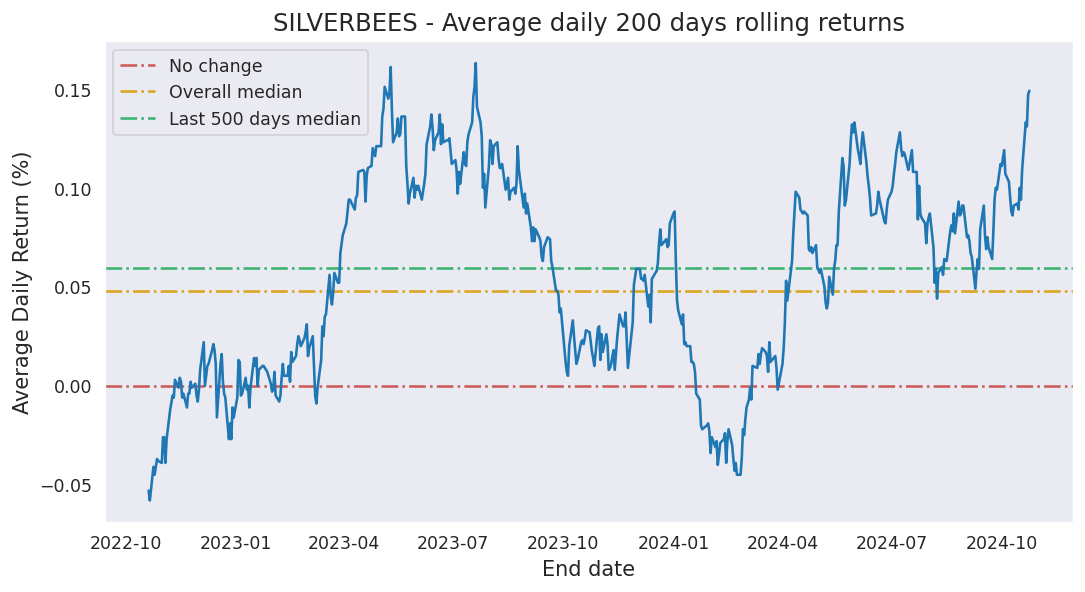 SILVERBEES - Average daily 200 days rolling returns
No change
Overall median
Last 500 days median
Average Daily Return (%)
0.15
0.10
0.05
0.00
−0.05
2022-10 2023-01 2023-04 2023-07 2023-10 2024-01 2024-04 2024-07 2024-10
End date